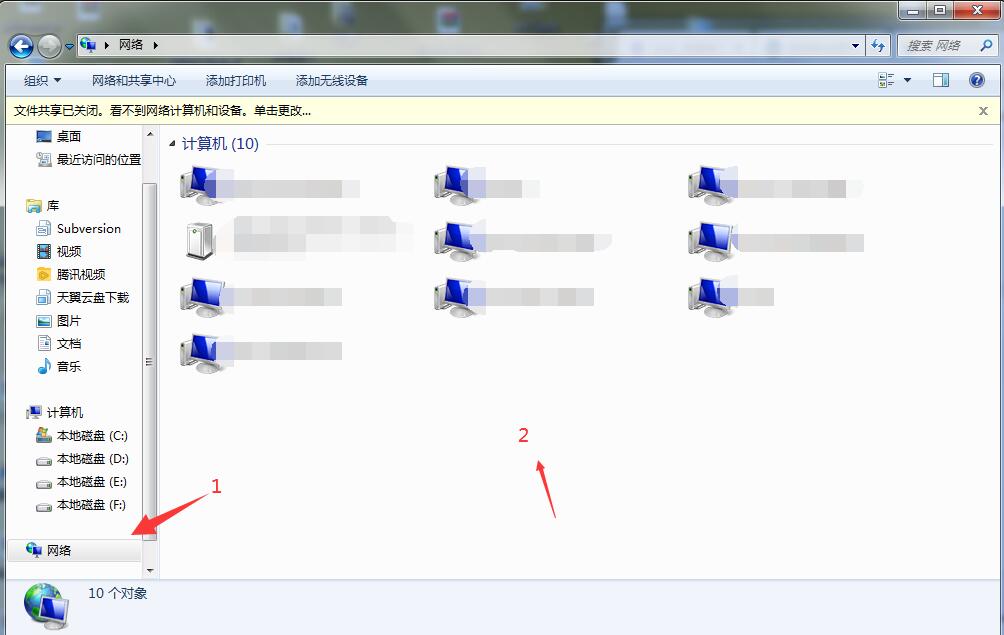 网络
搜索 网络
组织 网络和共享中心 添加打印机 添加无线设备
文件共享已关闭。看不到网络计算机和设备。单击更改...
桌面
最近访问的位置
库
Subversion
视频
腾讯视频
天翼云盘下载
图片
文档
音乐
计算机
本地磁盘 (C:)
本地磁盘 (D:)
本地磁盘 (E:)
本地磁盘 (F:)
网络
计算机 (10)
1
2
10 个对象